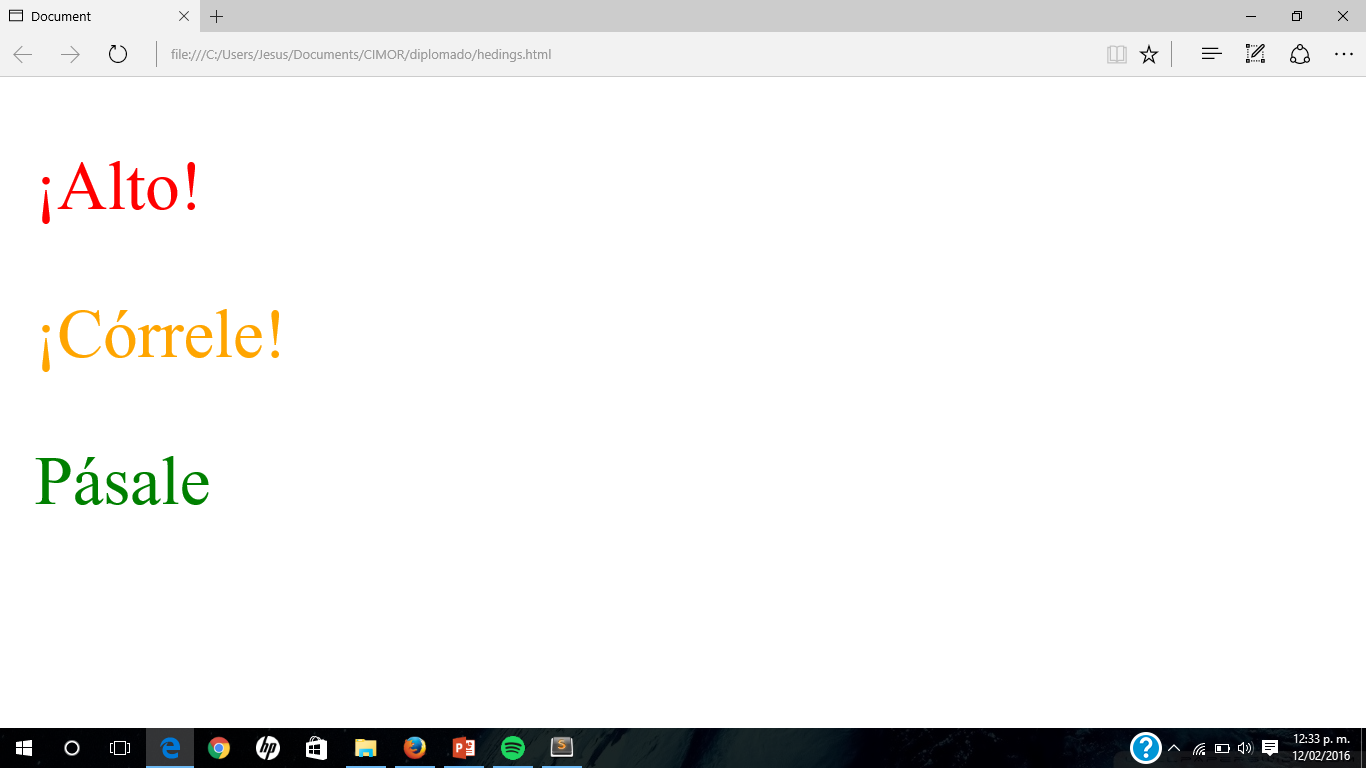 Document
file:///C:/Users/Jesus/Documents/CIMOR/diplomado/hedings.html
¡Alto!
¡Córrele!
Pásale
12:33 p. m.
12/02/2016